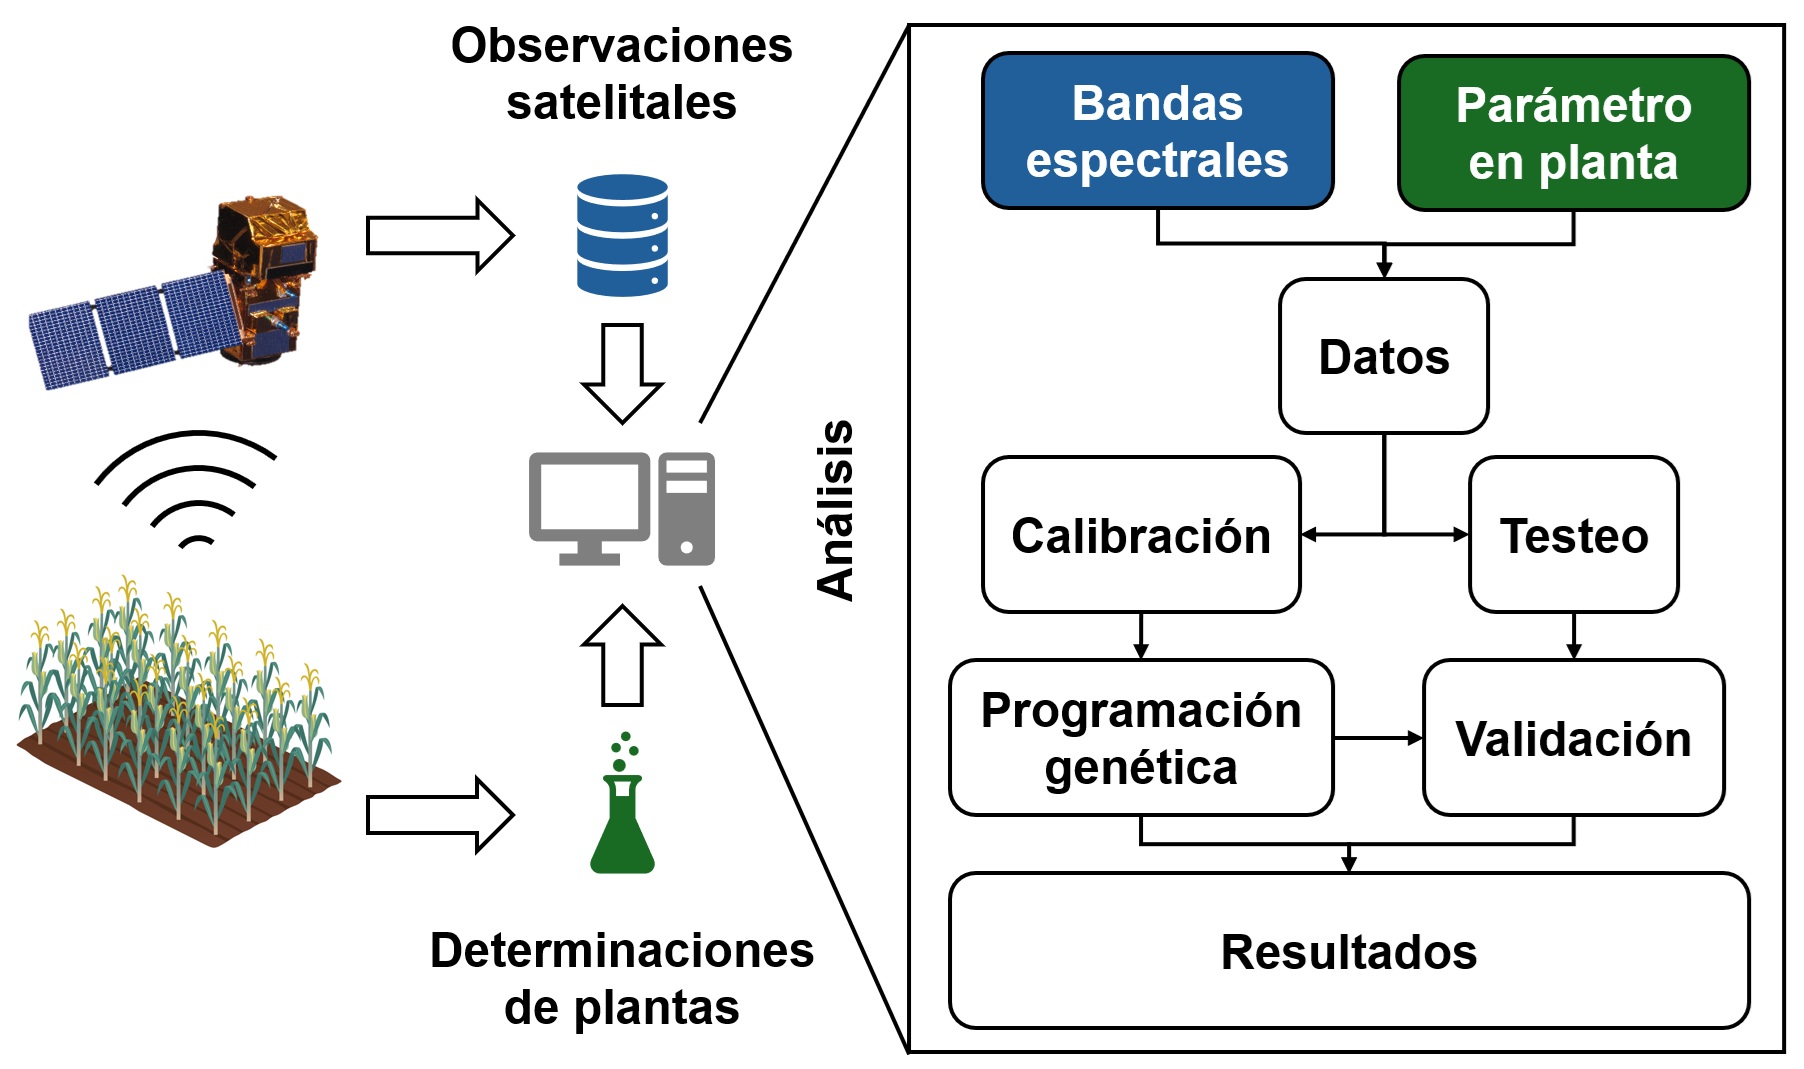 Observaciones
satelitales
Determinaciones
de plantas
Análisis
Bandas
espectrales
Parámetro
en planta
Datos
Calibración
Testeo
Programación
genética
Validación
Resultados